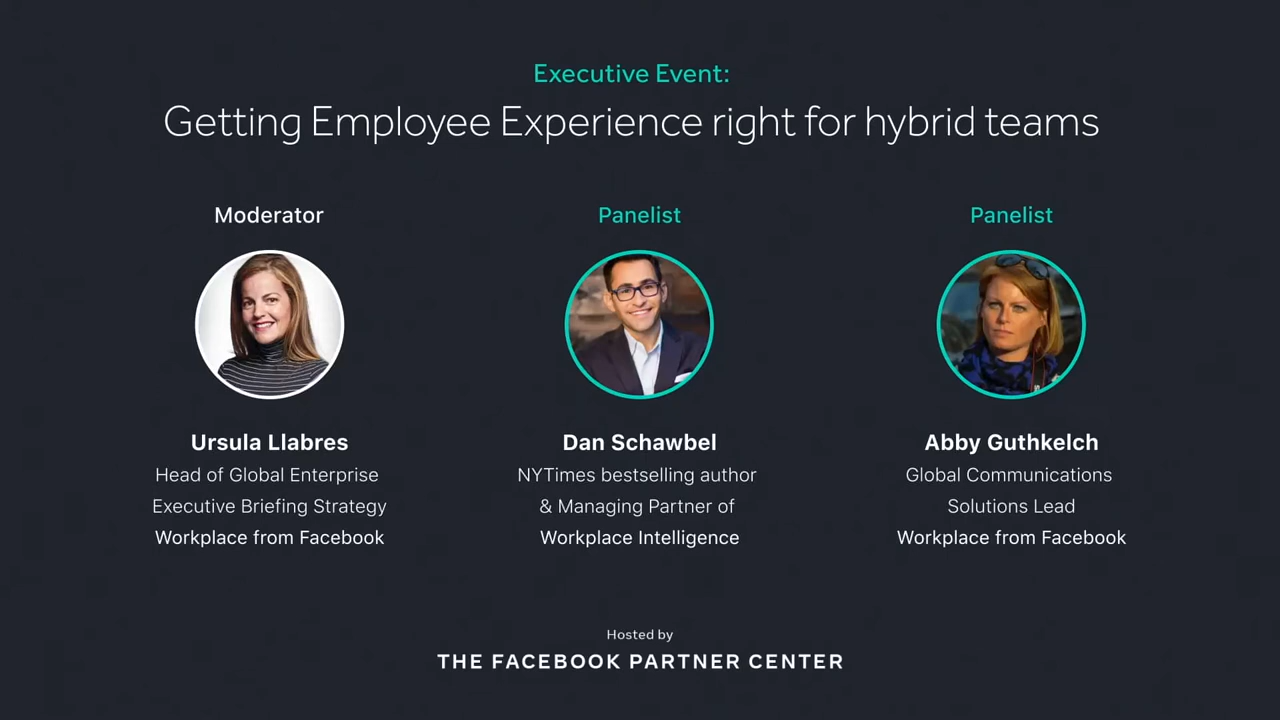 Executive Event:
Getting Employee Experience right for hybrid teams
Moderator
Panelist
Panelist
Ursula Llabres
Head of Global Enterprise
Executive Briefing Strategy
Workplace from Facebook
Dan Schawbel
NYTimes bestselling author
& Managing Partner of
Workplace Intelligence
Abby Guthkelch
Global Communications
Solutions Lead
Workplace from Facebook
Hosted by
THE FACEBOOK PARTNER CENTER